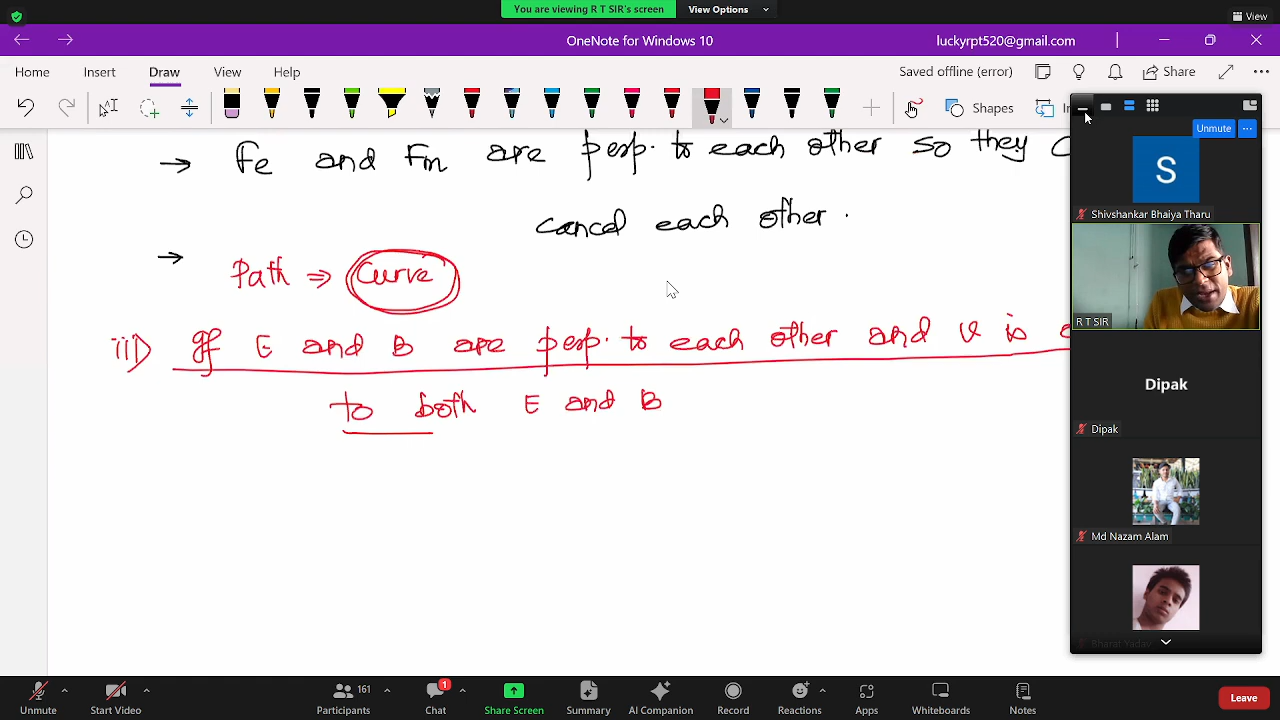 You are viewing R T SIR's screen
View Options
View
OneNote for Windows 10
luckyrpt520@gmail.com
Home Insert Draw View Help
Saved offline (error)
Share
Shapes
→ Fe and Fm are perp. to each other so they
cancel each other.
→ Path ⇒ Curve
iii) If E and B are perp. to each other and v is
to both E and B
Unmute
S
Shivshankar Bhaiya Tharu
R T SIR
Dipak
Dipak
Md Nazam Alam
Bharat Yadav
Unmute
Start Video
161
Participants
1
Chat
Share Screen
Summary
AI Companion
Record
Reactions
Apps
Whiteboards
Notes
Leave